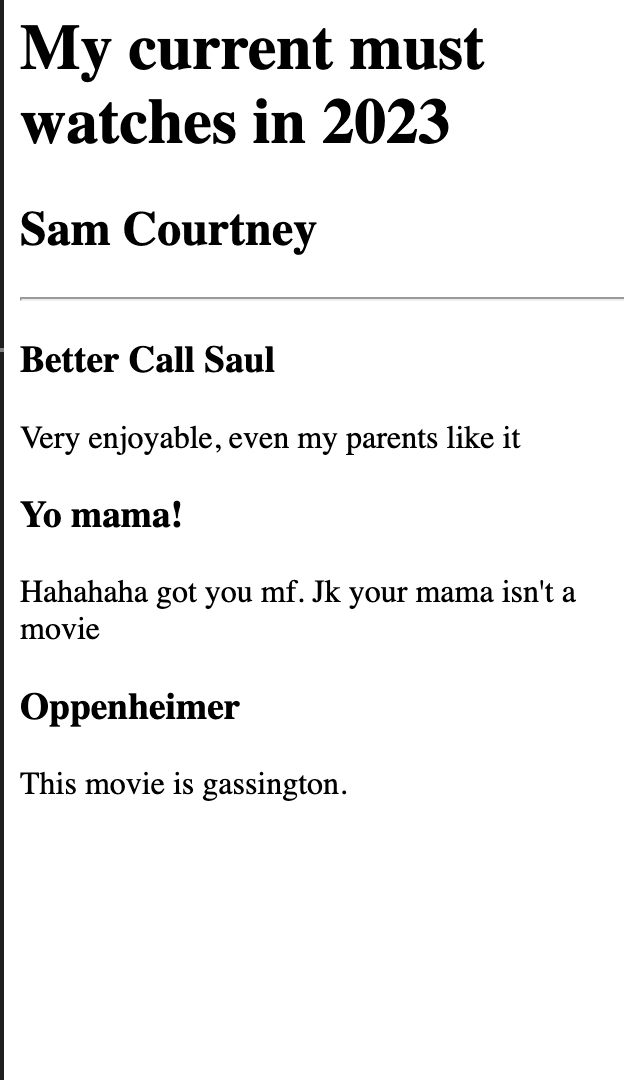 My current must
watches in 2023
Sam Courtney
Better Call Saul
Very enjoyable, even my parents like it
Yo mama!
Hahahaha got you mf. Jk your mama isn't a
movie
Oppenheimer
This movie is gassington.